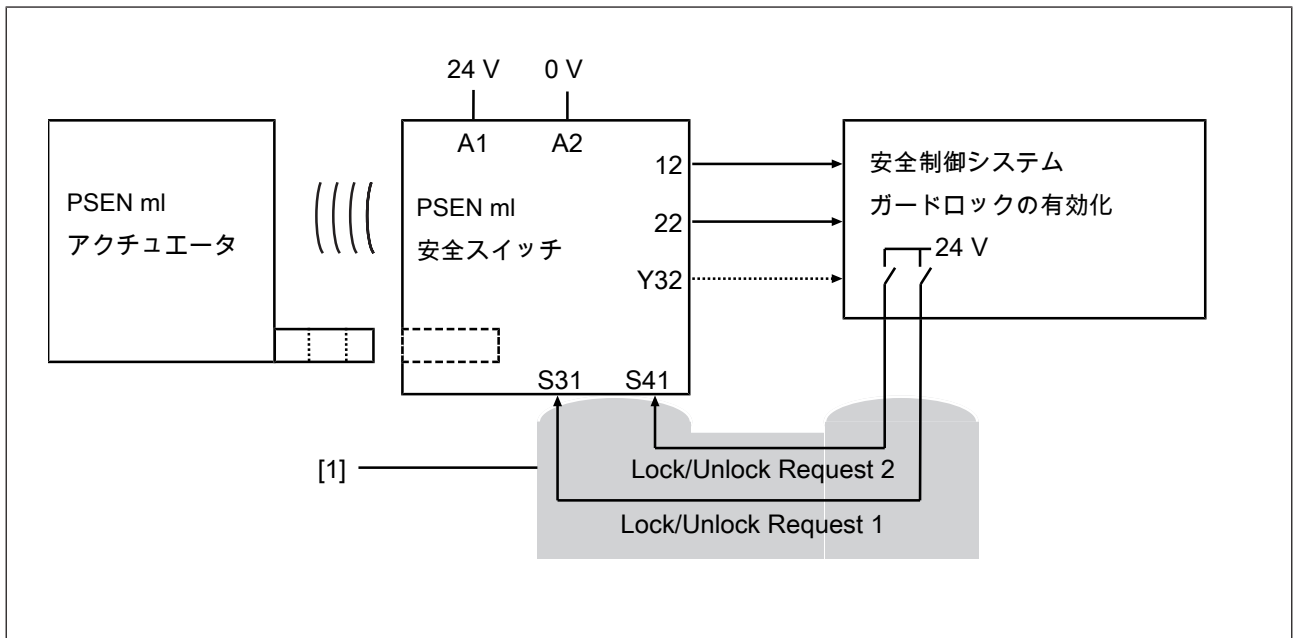 24 V
0 V
A1
A2
12
22
Y32
PSEN ml
アクチュエータ
PSEN ml
安全スイッチ
安全制御システム
ガードロックの有効化
24 V
S31
S41
[1]
Lock/Unlock Request 2
Lock/Unlock Request 1